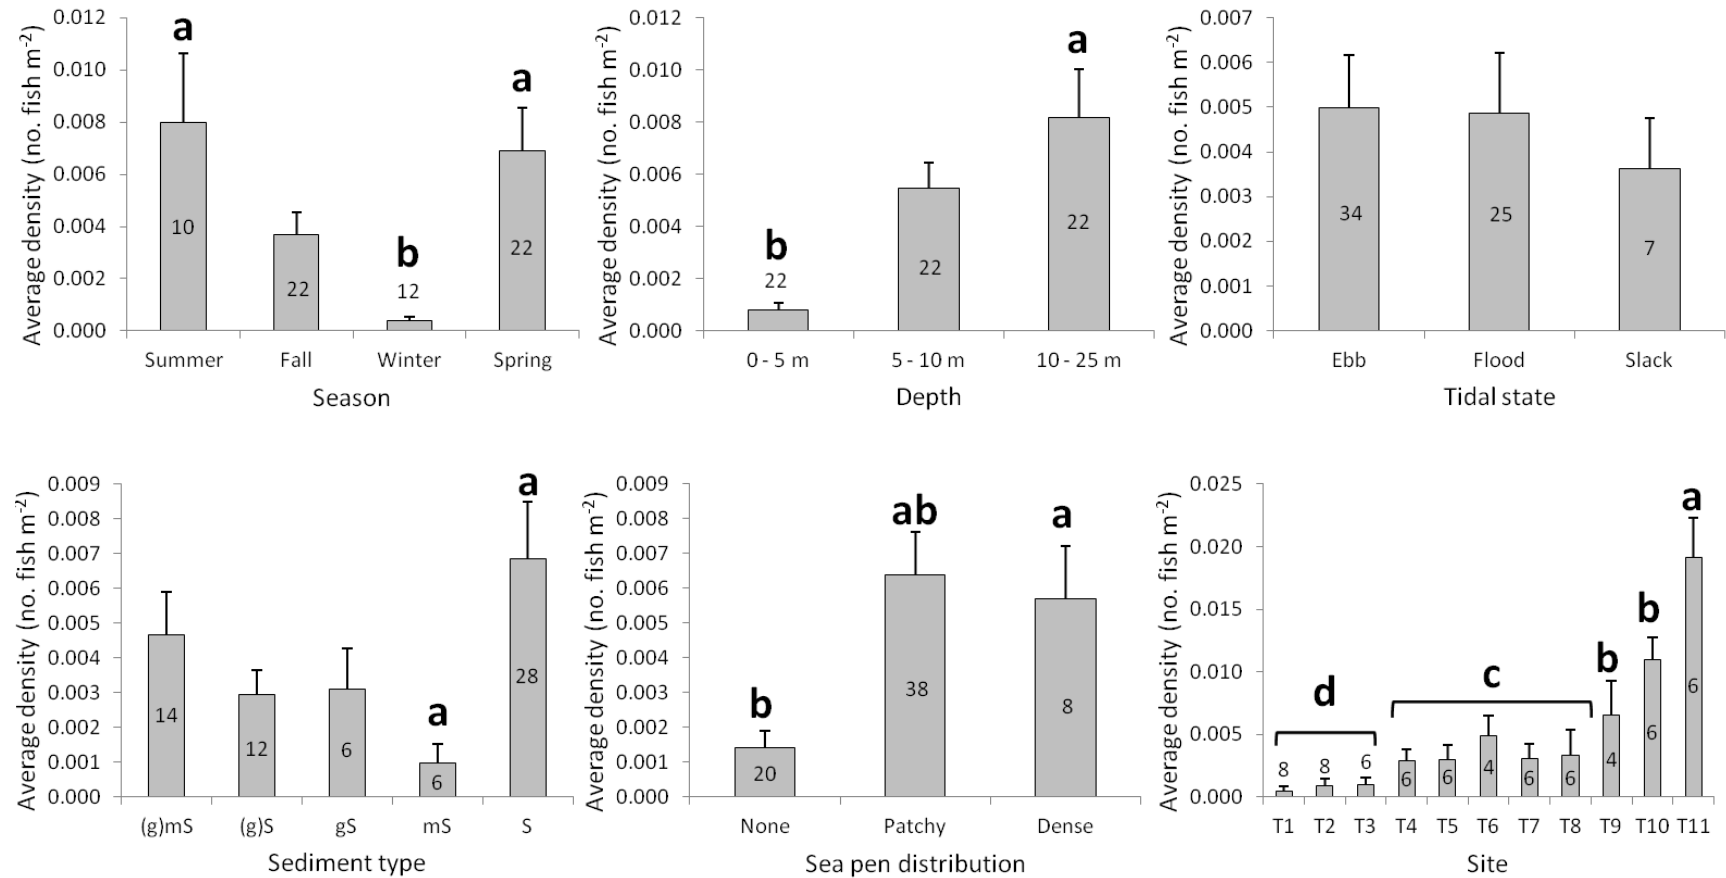 Average density (no. fish m-2)
0.012
0.010
0.008
0.006
0.004
0.002
0.000
a
10
22
b
12
a
22
Summer Fall Winter Spring
Season
Average density (no. fish m-2)
0.012
0.010
0.008
0.006
0.004
0.002
0.000
b
22
22
a
22
0 - 5 m 5 - 10 m 10 - 25 m
Depth
Average density (no. fish m-2)
0.007
0.006
0.005
0.004
0.003
0.002
0.001
0.000
34
25
7
Ebb Flood Slack
Tidal state
Average density (no. fish m-2)
0.009
0.008
0.007
0.006
0.005
0.004
0.003
0.002
0.001
0.000
14
12
6
a
6
a
28
(g)mS (g)S gS mS S
Sediment type
Average density (no. fish m-2)
0.009
0.008
0.007
0.006
0.005
0.004
0.003
0.002
0.001
0.000
b
20
ab
38
a
8
None Patchy Dense
Sea pen distribution
Average density (no. fish m-2)
0.025
0.020
0.015
0.010
0.005
0.000
d
8 8 6
c
6 6 4 6 6
b
4
b
6
a
6
T1 T2 T3 T4 T5 T6 T7 T8 T9 T10 T11
Site